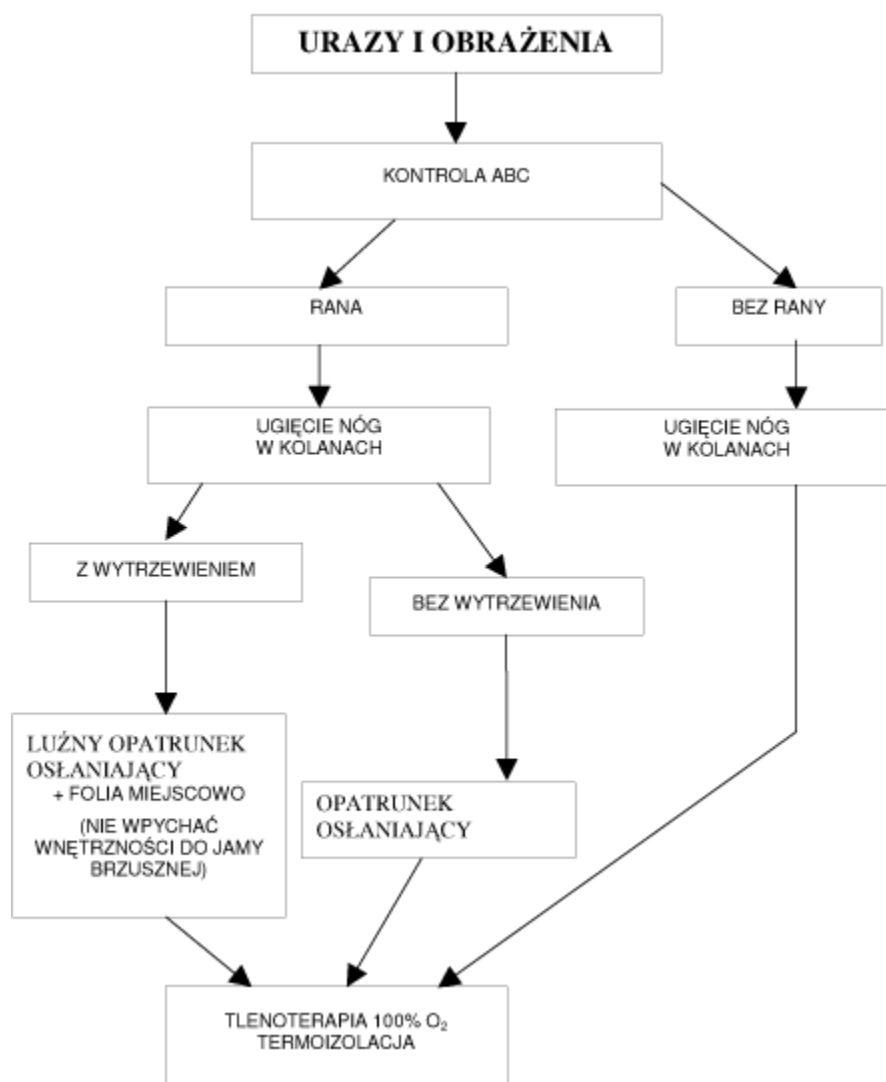 URAZY I OBRAŻENIA
KONTROLA ABC
RANA
BEZ RANY
UGIĘCIE NÓG
W KOLANACH
UGIĘCIE NÓG
W KOLANACH
Z WYTRZEWIENIEM
BEZ WYTRZEWIENIA
LUŹNY OPATRUNEK
OSŁANIAJĄCY
+ FOLIA MIEJSCOWO
(NIE WPYCHAĆ
WNĘTRZNOŚCI DO JAMY
BRZUSZNEJ)
OPATRUNEK
OSŁANIAJĄCY
TLENOTERAPIA 100% O₂
TERMOIZOLACJA